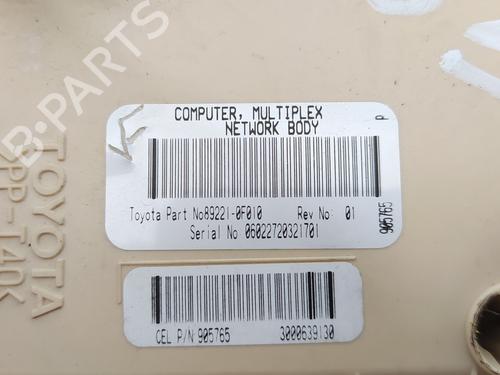 COMPUTER, MULTIPLEX
NETWORK BODY
P
Toyota Part No89221-0F010 Rev No: 01
Serial No 06022720321701
905765
CEL P/N 905765 3000639130
TOYOTA
>PP-T40<
B-PARTS